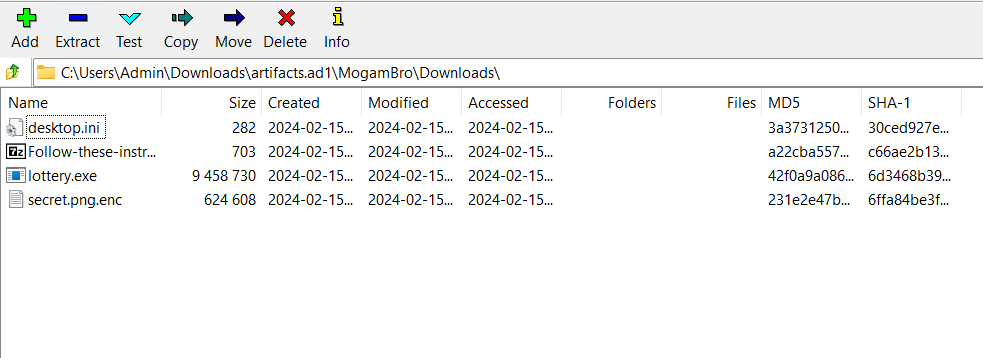 Add Extract Test Copy Move Delete Info
C:\Users\Admin\Downloads\artifacts.ad1\MogamBro\Downloads\
Name Size Created Modified Accessed Folders Files MD5 SHA-1
desktop.ini 282 2024-02-15... 2024-02-15... 2024-02-15... 3a3731250... 30ced927e...
7z Follow-these-instr... 703 2024-02-15... 2024-02-15... 2024-02-15... a22cba557... c66ae2b13...
lottery.exe 9 458 730 2024-02-15... 2024-02-15... 2024-02-15... 42f0a9a086... 6d3468b39...
secret.png.enc 624 608 2024-02-15... 2024-02-15... 2024-02-15... 231e2e47b... 6ffa84be3f...